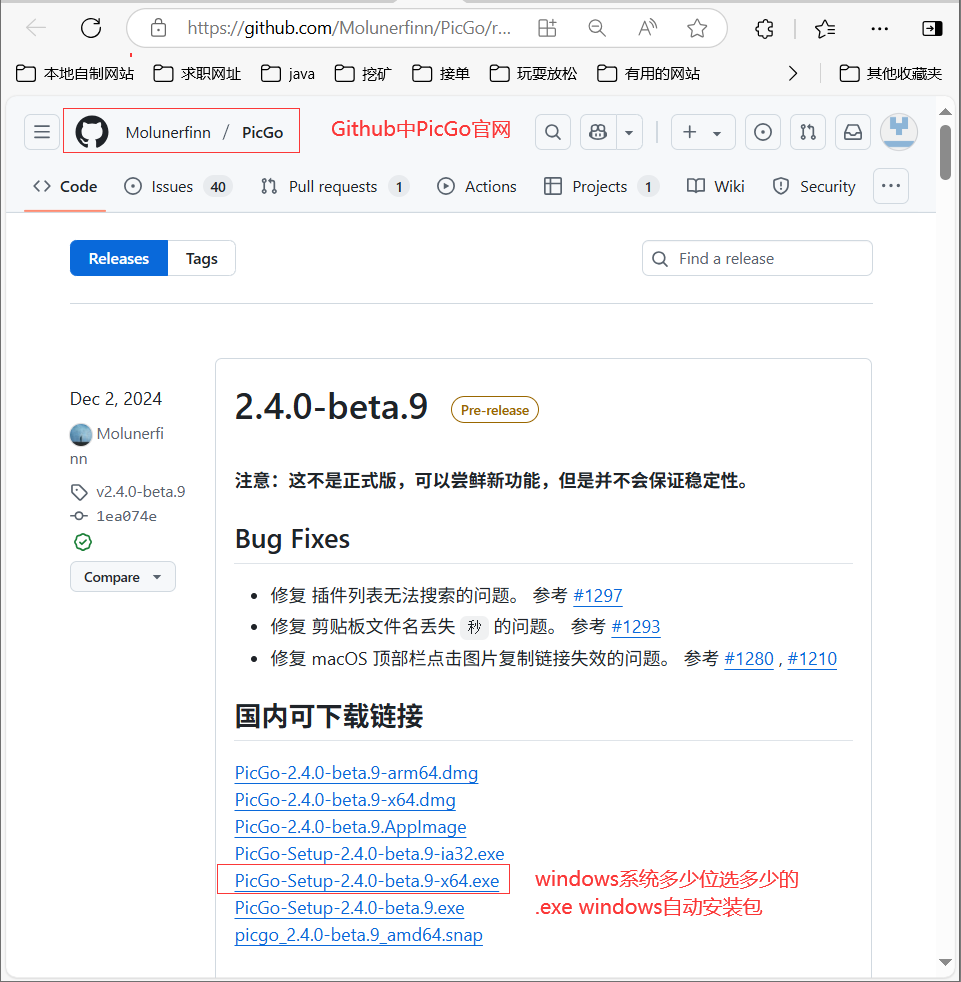 https://github.com/Molunerfinn/PicGo/r...
本地自制网站 求职网址 java 挖矿 接单 玩耍放松 有用的网站 其他收藏夹
Molunerfinn / PicGo Github中PicGo官网
Code Issues 40 Pull requests 1 Actions Projects 1 Wiki Security
Releases Tags Find a release
Dec 2, 2024
Molunerfi
nn
v2.4.0-beta.9
1ea074e
Compare
2.4.0-beta.9 Pre-release
注意：这不是正式版，可以尝鲜新功能，但是并不会保证稳定性。
Bug Fixes
修复 插件列表无法搜索的问题。 参考 #1297
修复 剪贴板文件名丢失 秒 的问题。 参考 #1293
修复 macOS 顶部栏点击图片复制链接失效的问题。 参考 #1280 , #1210
国内可下载链接
PicGo-2.4.0-beta.9-arm64.dmg
PicGo-2.4.0-beta.9-x64.dmg
PicGo-2.4.0-beta.9.AppImage
PicGo-Setup-2.4.0-beta.9-ia32.exe
PicGo-Setup-2.4.0-beta.9-x64.exe windows系统多少位选多少的
PicGo-Setup-2.4.0-beta.9.exe .exe windows自动安装包
picgo_2.4.0-beta.9_amd64.snap